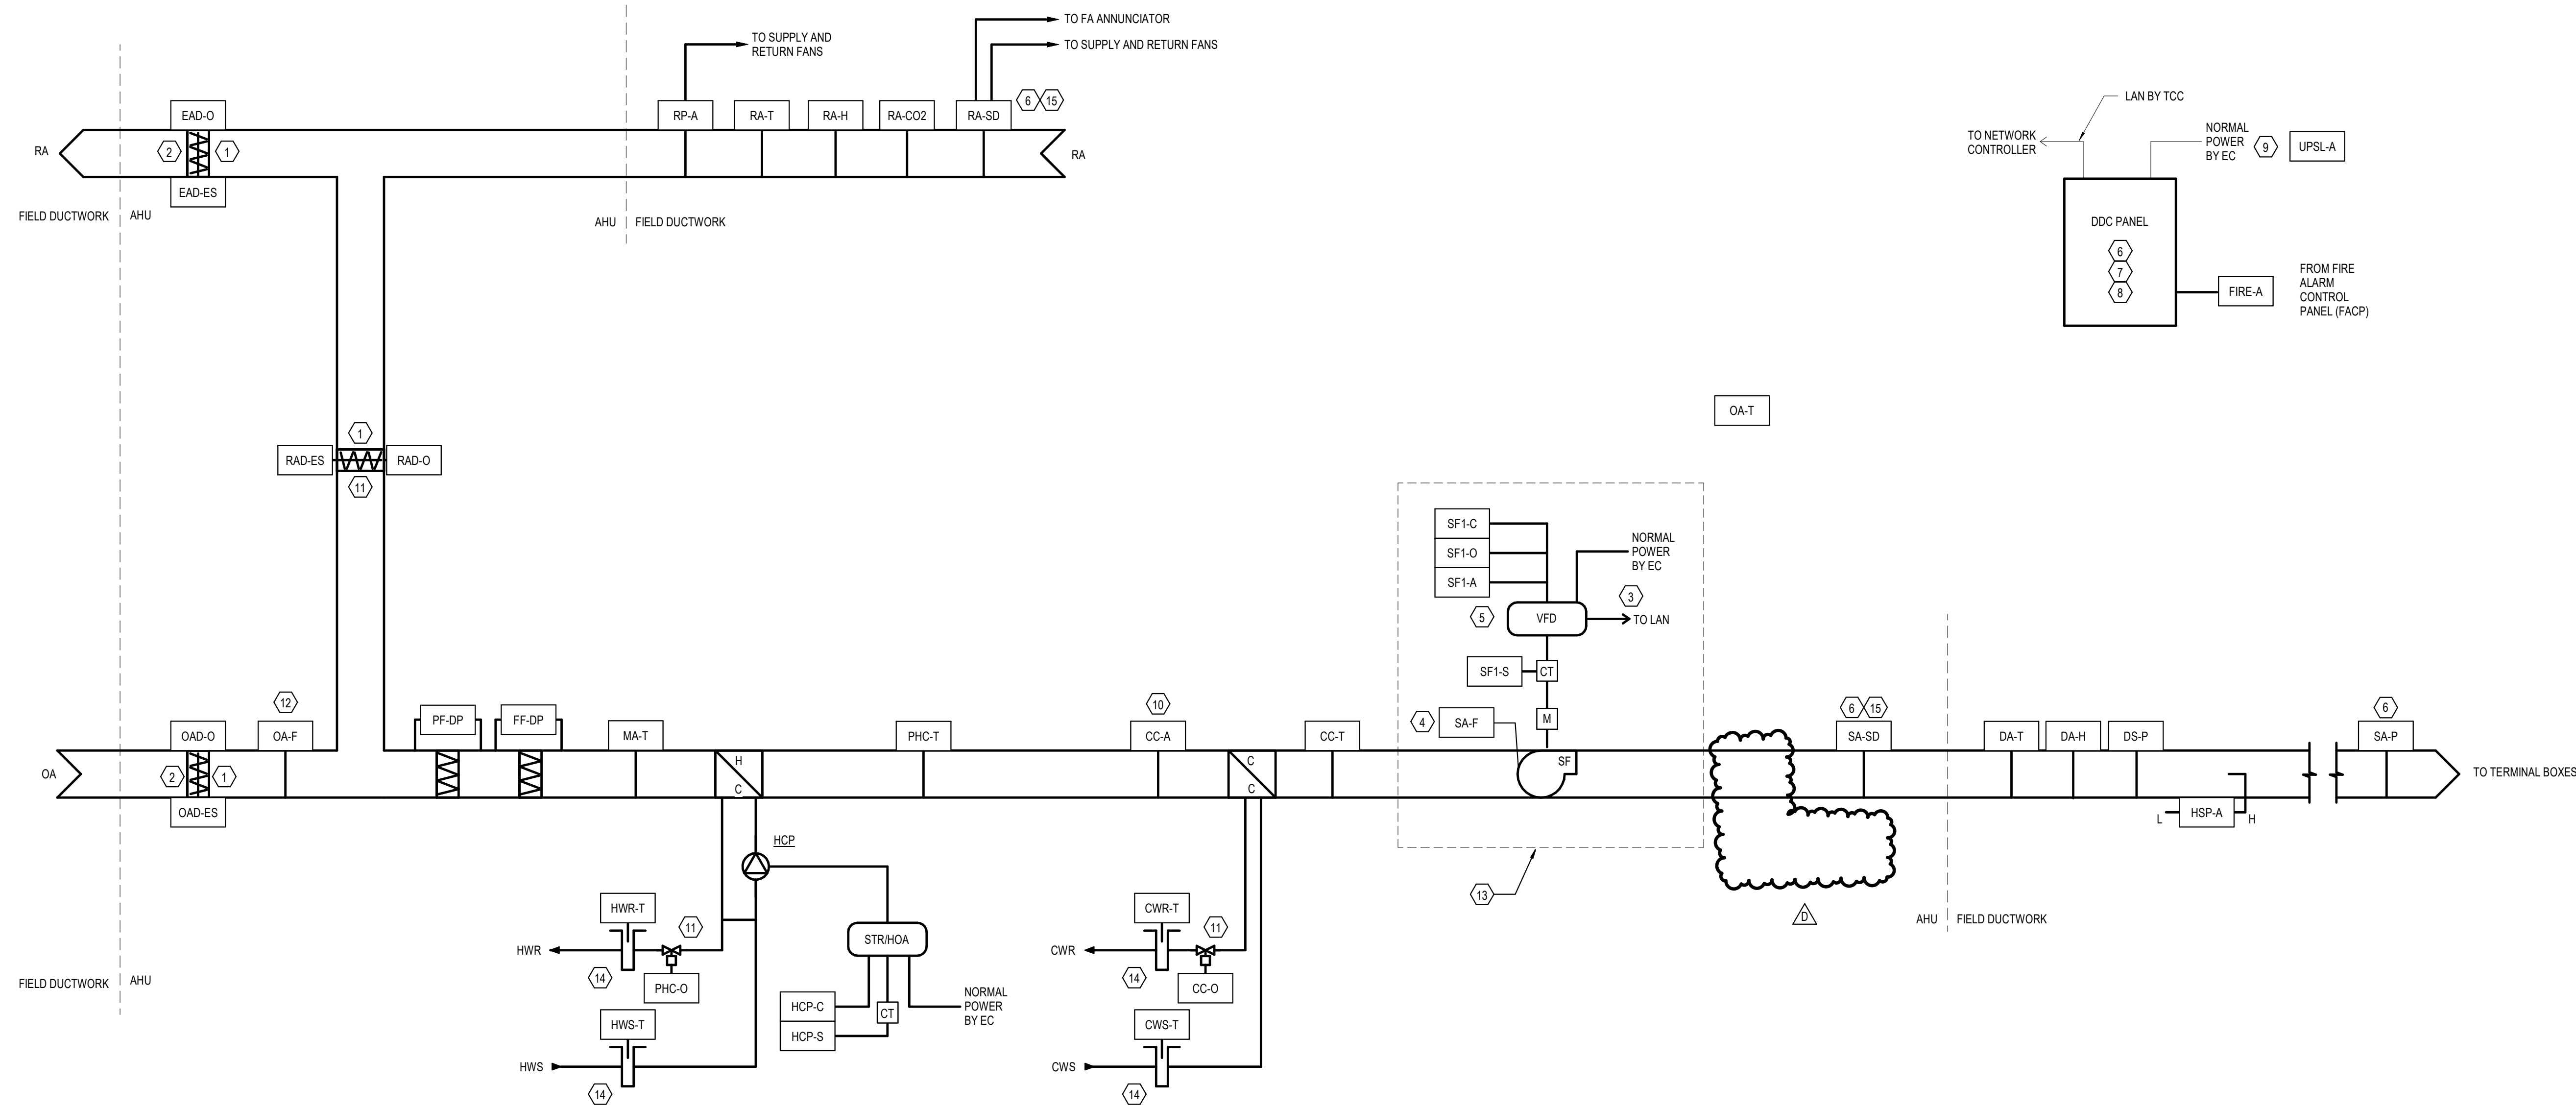 TO FA ANNUNCIATOR
TO SUPPLY AND
RETURN FANS
TO SUPPLY AND RETURN FANS
EAD-O
RP-A
RA-T
RA-H
RA-CO2
RA-SD
6
15
RA
2
1
RA
EAD-ES
FIELD DUCTWORK
AHU
AHU
FIELD DUCTWORK
LAN BY TCC
TO NETWORK
CONTROLLER
NORMAL
POWER
BY EC
9
UPSL-A
DDC PANEL
6
7
8
FIRE-A
FROM FIRE
ALARM
CONTROL
PANEL (FACP)
OA-T
1
RAD-ES
RAD-O
11
SF1-C
SF1-O
SF1-A
NORMAL
POWER
BY EC
3
5
VFD
TO LAN
SF1-S
CT
M
4
SA-F
12
OAD-O
OA-F
PF-DP
FF-DP
MA-T
PHC-T
10
CC-A
CC-T
6
15
SA-SD
DA-T
DA-H
DS-P
6
SA-P
OA
2
1
H
C
C
C
SF
TO TERMINAL BOXES
OAD-ES
L
HSP-A
H
HCP
13
D
AHU
FIELD DUCTWORK
HWR-T
11
HWR
14
PHC-O
STR/HOA
HCP-C
HCP-S
CT
NORMAL
POWER
BY EC
HWS-T
HWS
14
CWR-T
11
CWR
14
CC-O
CWS-T
CWS
14
FIELD DUCTWORK
AHU